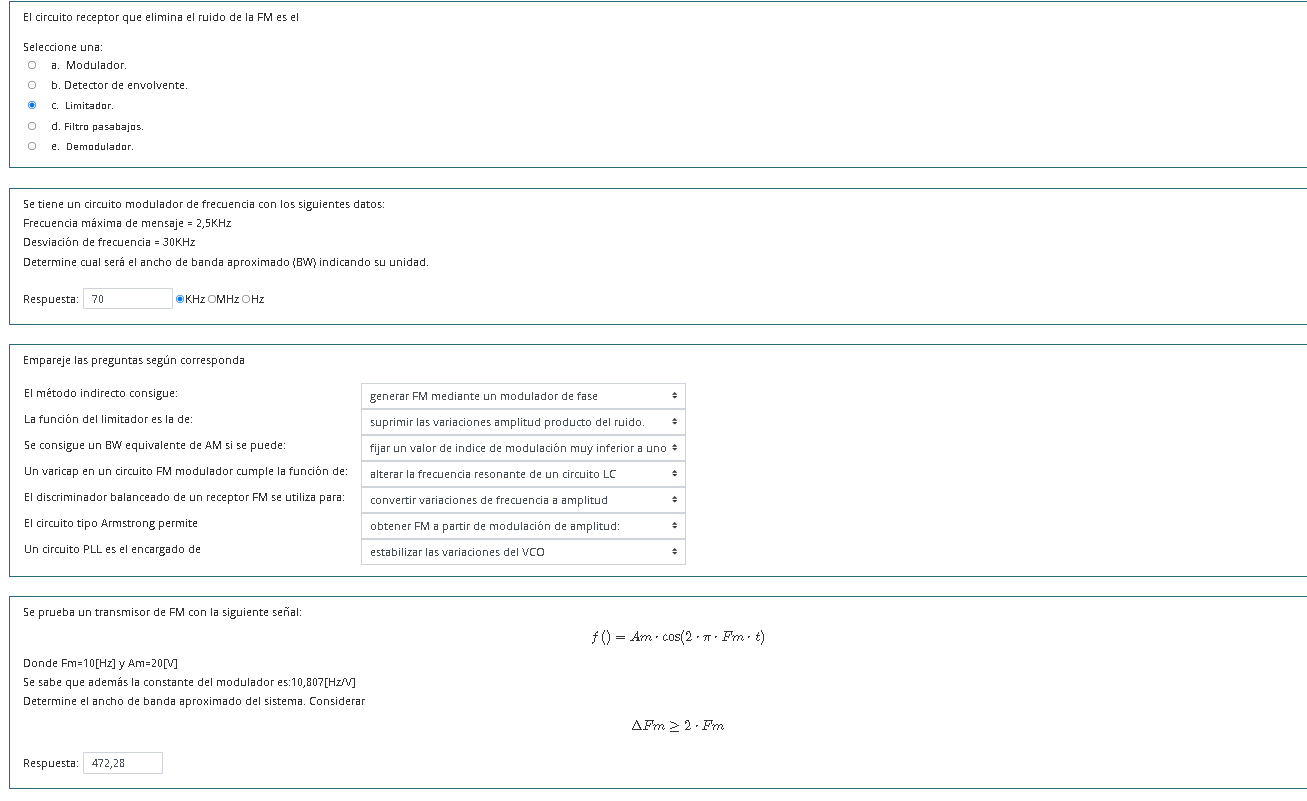 El circuito receptor que elimina el ruido de la FM es el
Seleccione una:
a. Modulador.
b. Detector de envolvente.
c. Limitador.
d. Filtro pasabajos.
e. Demodulador.
Se tiene un circuito modulador de frecuencia con los siguientes datos:
Frecuencia máxima de mensaje = 2,5KHz
Desviación de frecuencia = 30KHz
Determine cual será el ancho de banda aproximado (BW) indicando su unidad.
Respuesta: 70 KHz MHz Hz
Empareje las preguntas según corresponda
El método indirecto consigue: generar FM mediante un modulador de fase
La función del limitador es la de: suprimir las variaciones amplitud producto del ruido.
Se consigue un BW equivalente de AM si se puede: fijar un valor de indice de modulación muy inferior a uno
Un varicap en un circuito FM modulador cumple la función de: alterar la frecuencia resonante de un circuito LC
El discriminador balanceado de un receptor FM se utiliza para: convertir variaciones de frecuencia a amplitud
El circuito tipo Armstrong permite obtener FM a partir de modulación de amplitud:
Un circuito PLL es el encargado de estabilizar las variaciones del VCO
Se prueba un transmisor de FM con la siguiente señal:
f () = Am · cos(2 · π · Fm · t)
Donde Fm=10[Hz] y Am=20[V]
Se sabe que además la constante del modulador es:10,807[Hz/V]
Determine el ancho de banda aproximado del sistema. Considerar
ΔFm ≥ 2 · Fm
Respuesta: 472,28